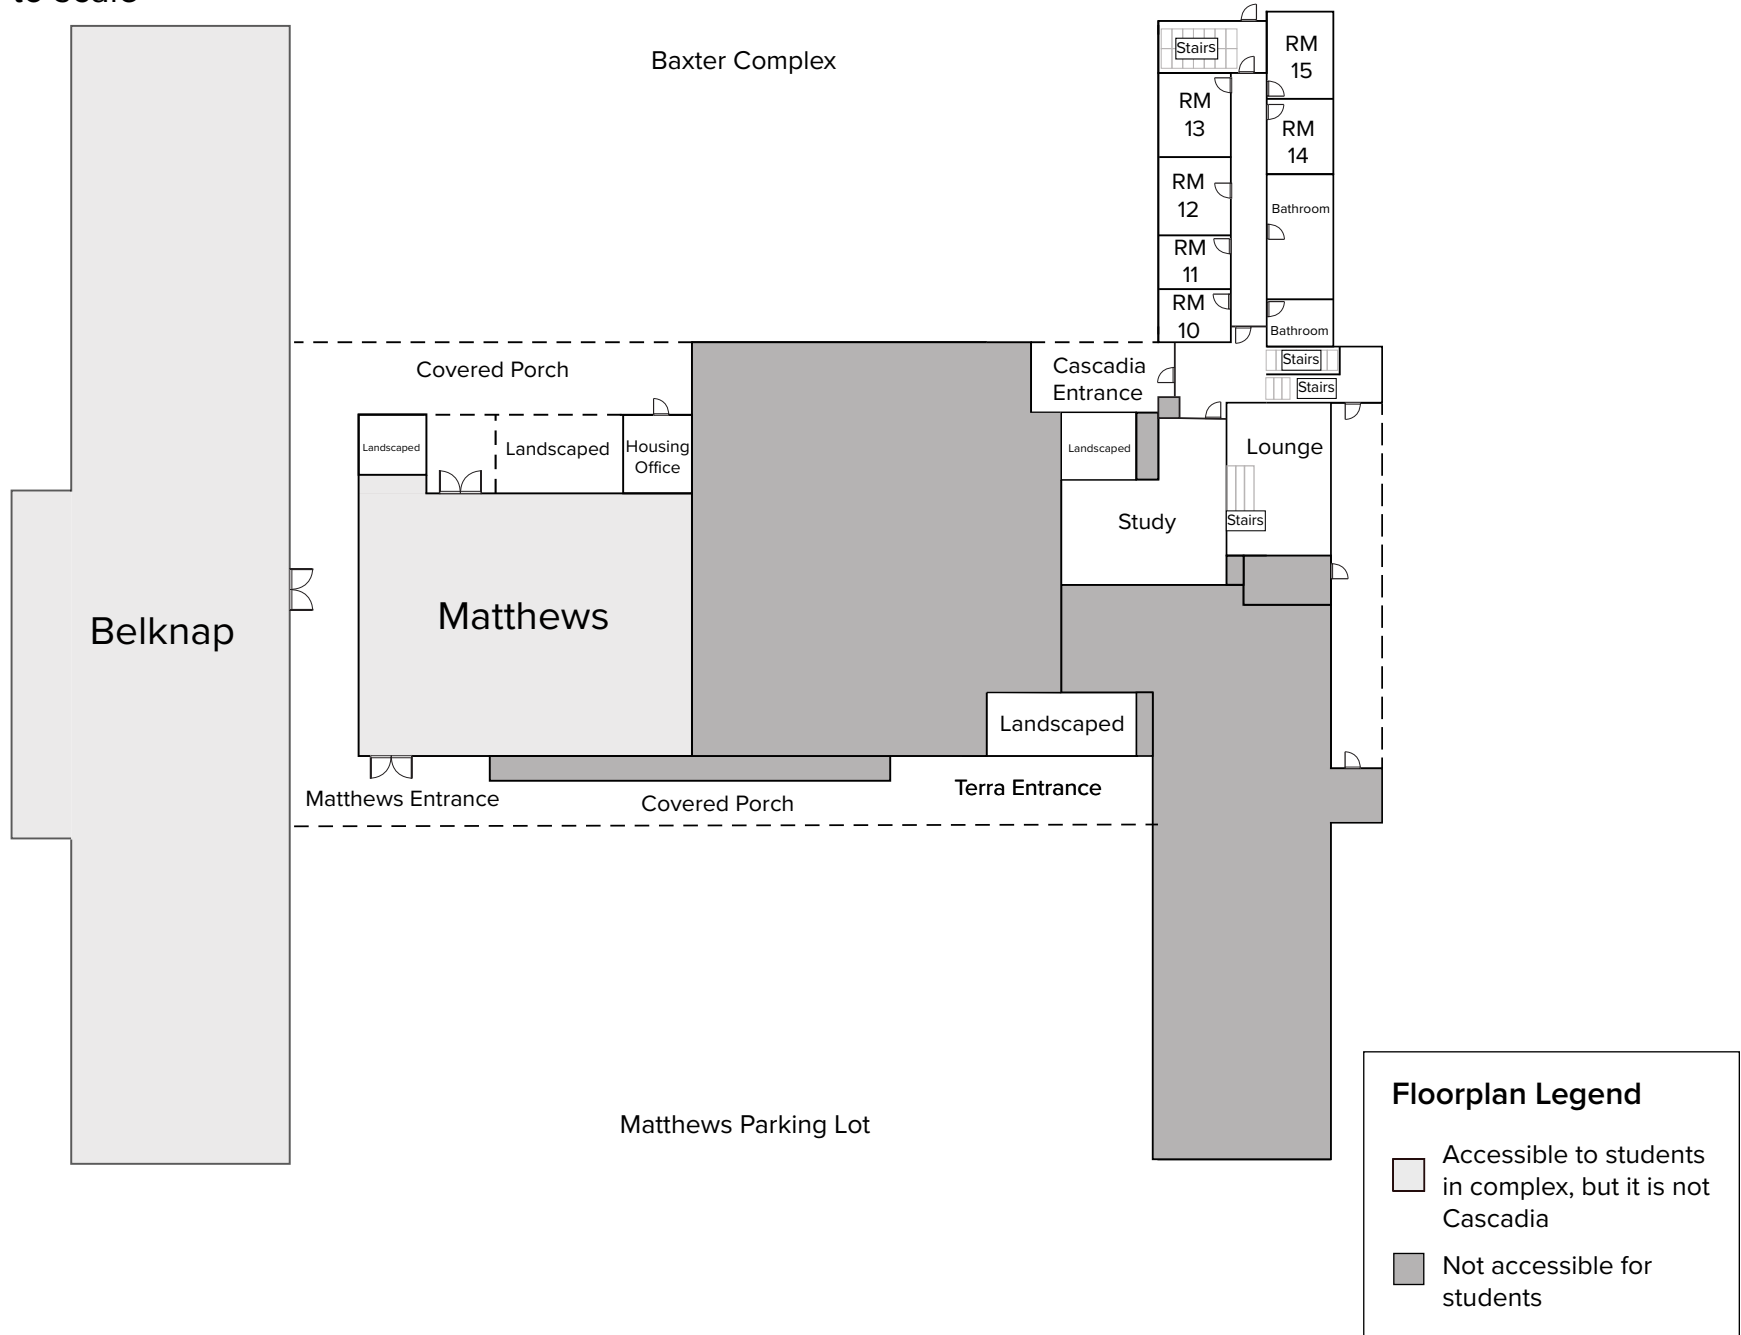 to scale
Baxter Complex
Stairs
RM
15
RM
13
RM
14
RM
12
Bathroom
RM
11
RM
10
Bathroom
Covered Porch
Cascadia
Entrance
Stairs
Stairs
Landscaped
Landscaped
Housing
Office
Landscaped
Lounge
Study
Stairs
Belknap
Matthews
Landscaped
Matthews Entrance
Covered Porch
Terra Entrance
Matthews Parking Lot
Floorplan Legend
Accessible to students
in complex, but it is not
Cascadia
Not accessible for
students